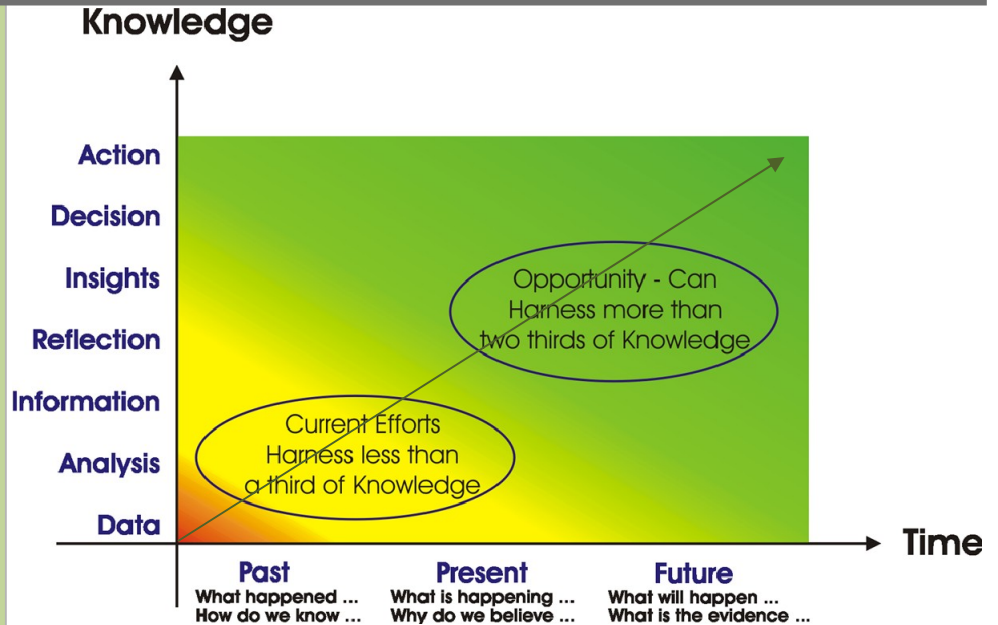 Knowledge
Action
Decision
Insights
Reflection
Information
Analysis
Data
Opportunity - Can
Harness more than
two thirds of Knowledge
Current Efforts
Harness less than
a third of Knowledge
Time
Past
What happened ...
How do we know ...
Present
What is happening ...
Why do we believe ...
Future
What will happen ...
What is the evidence ...